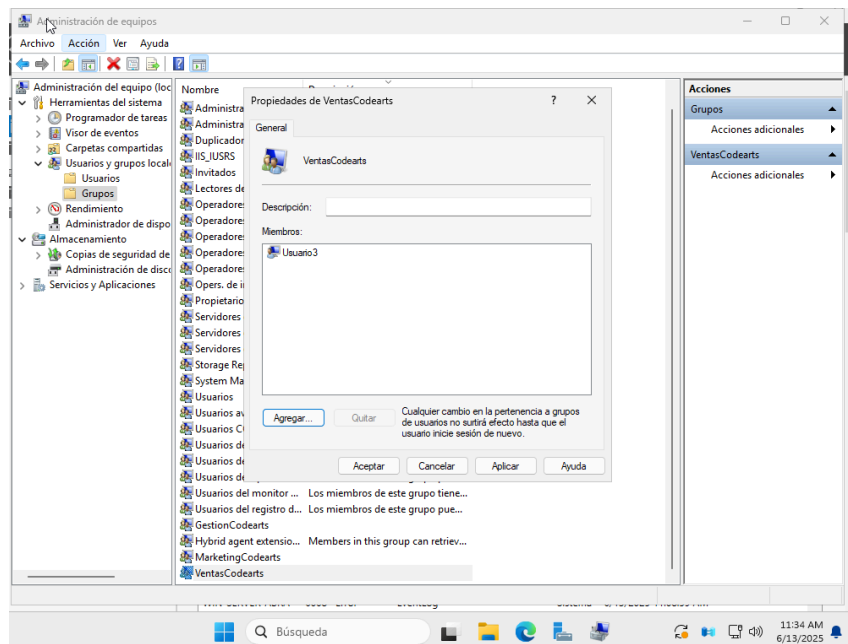 Administración de equipos
Archivo Acción Ver Ayuda
Administración del equipo (loc
Herramientas del sistema
Programador de tareas
Visor de eventos
Carpetas compartidas
Usuarios y grupos local
Usuarios
Grupos
Rendimiento
Administrador de dispo
Almacenamiento
Copias de seguridad de
Administración de disc
Servicios y Aplicaciones
Nombre
Administra
Administra
Duplicador
IIS_IUSRS
Invitados
Lectores de
Operadores
Operadore
Operadore
Operadore
Operadore
Opers. de i
Propietario
Servidores
Servidores
Servidores
Storage Rep
System Ma
Usuarios
Usuarios av
Usuarios C
Usuarios de
Usuarios de
Usuarios de
Usuarios del monitor ... Los miembros de este grupo tiene...
Usuarios del registro d... Los miembros de este grupo pue...
GestionCodearts
Hybrid agent extensio... Members in this group can retriev...
MarketingCodearts
VentasCodearts
Propiedades de VentasCodearts ?
General
VentasCodearts
Descripción:
Miembros:
Usuario3
Agregar... Quitar
Cualquier cambio en la pertenencia a grupos
de usuarios no surtirá efecto hasta que el
usuario inicie sesión de nuevo.
Aceptar Cancelar Aplicar Ayuda
Acciones
Grupos
Acciones adicionales
VentasCodearts
Acciones adicionales
Búsqueda
11:34 AM
6/13/2025